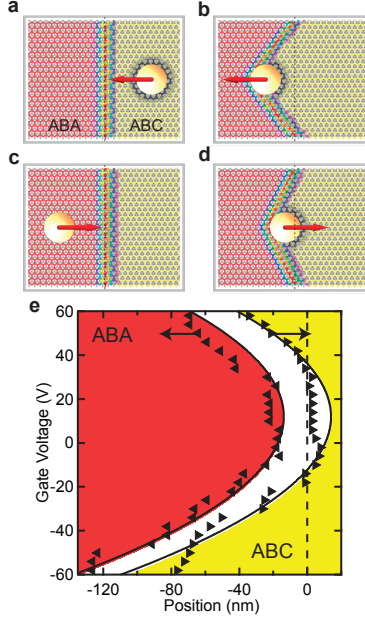 a
b
ABA
ABC
c
d
e
60
40
20
0
-20
-40
-60
Gate Voltage (V)
ABA
ABC
-120
-80
-40
0
Position (nm)